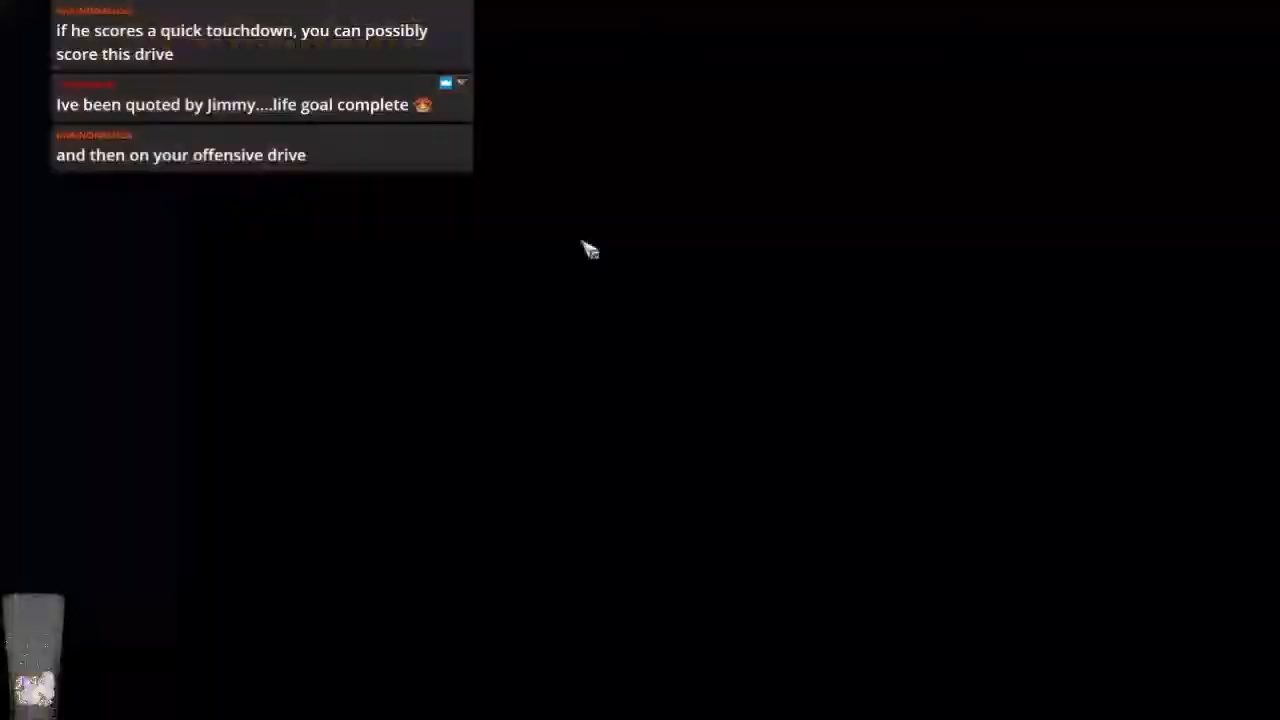 if he scores a quick touchdown, you can possibly
score this drive
Ive been quoted by Jimmy....life goal complete
and then on your offensive drive